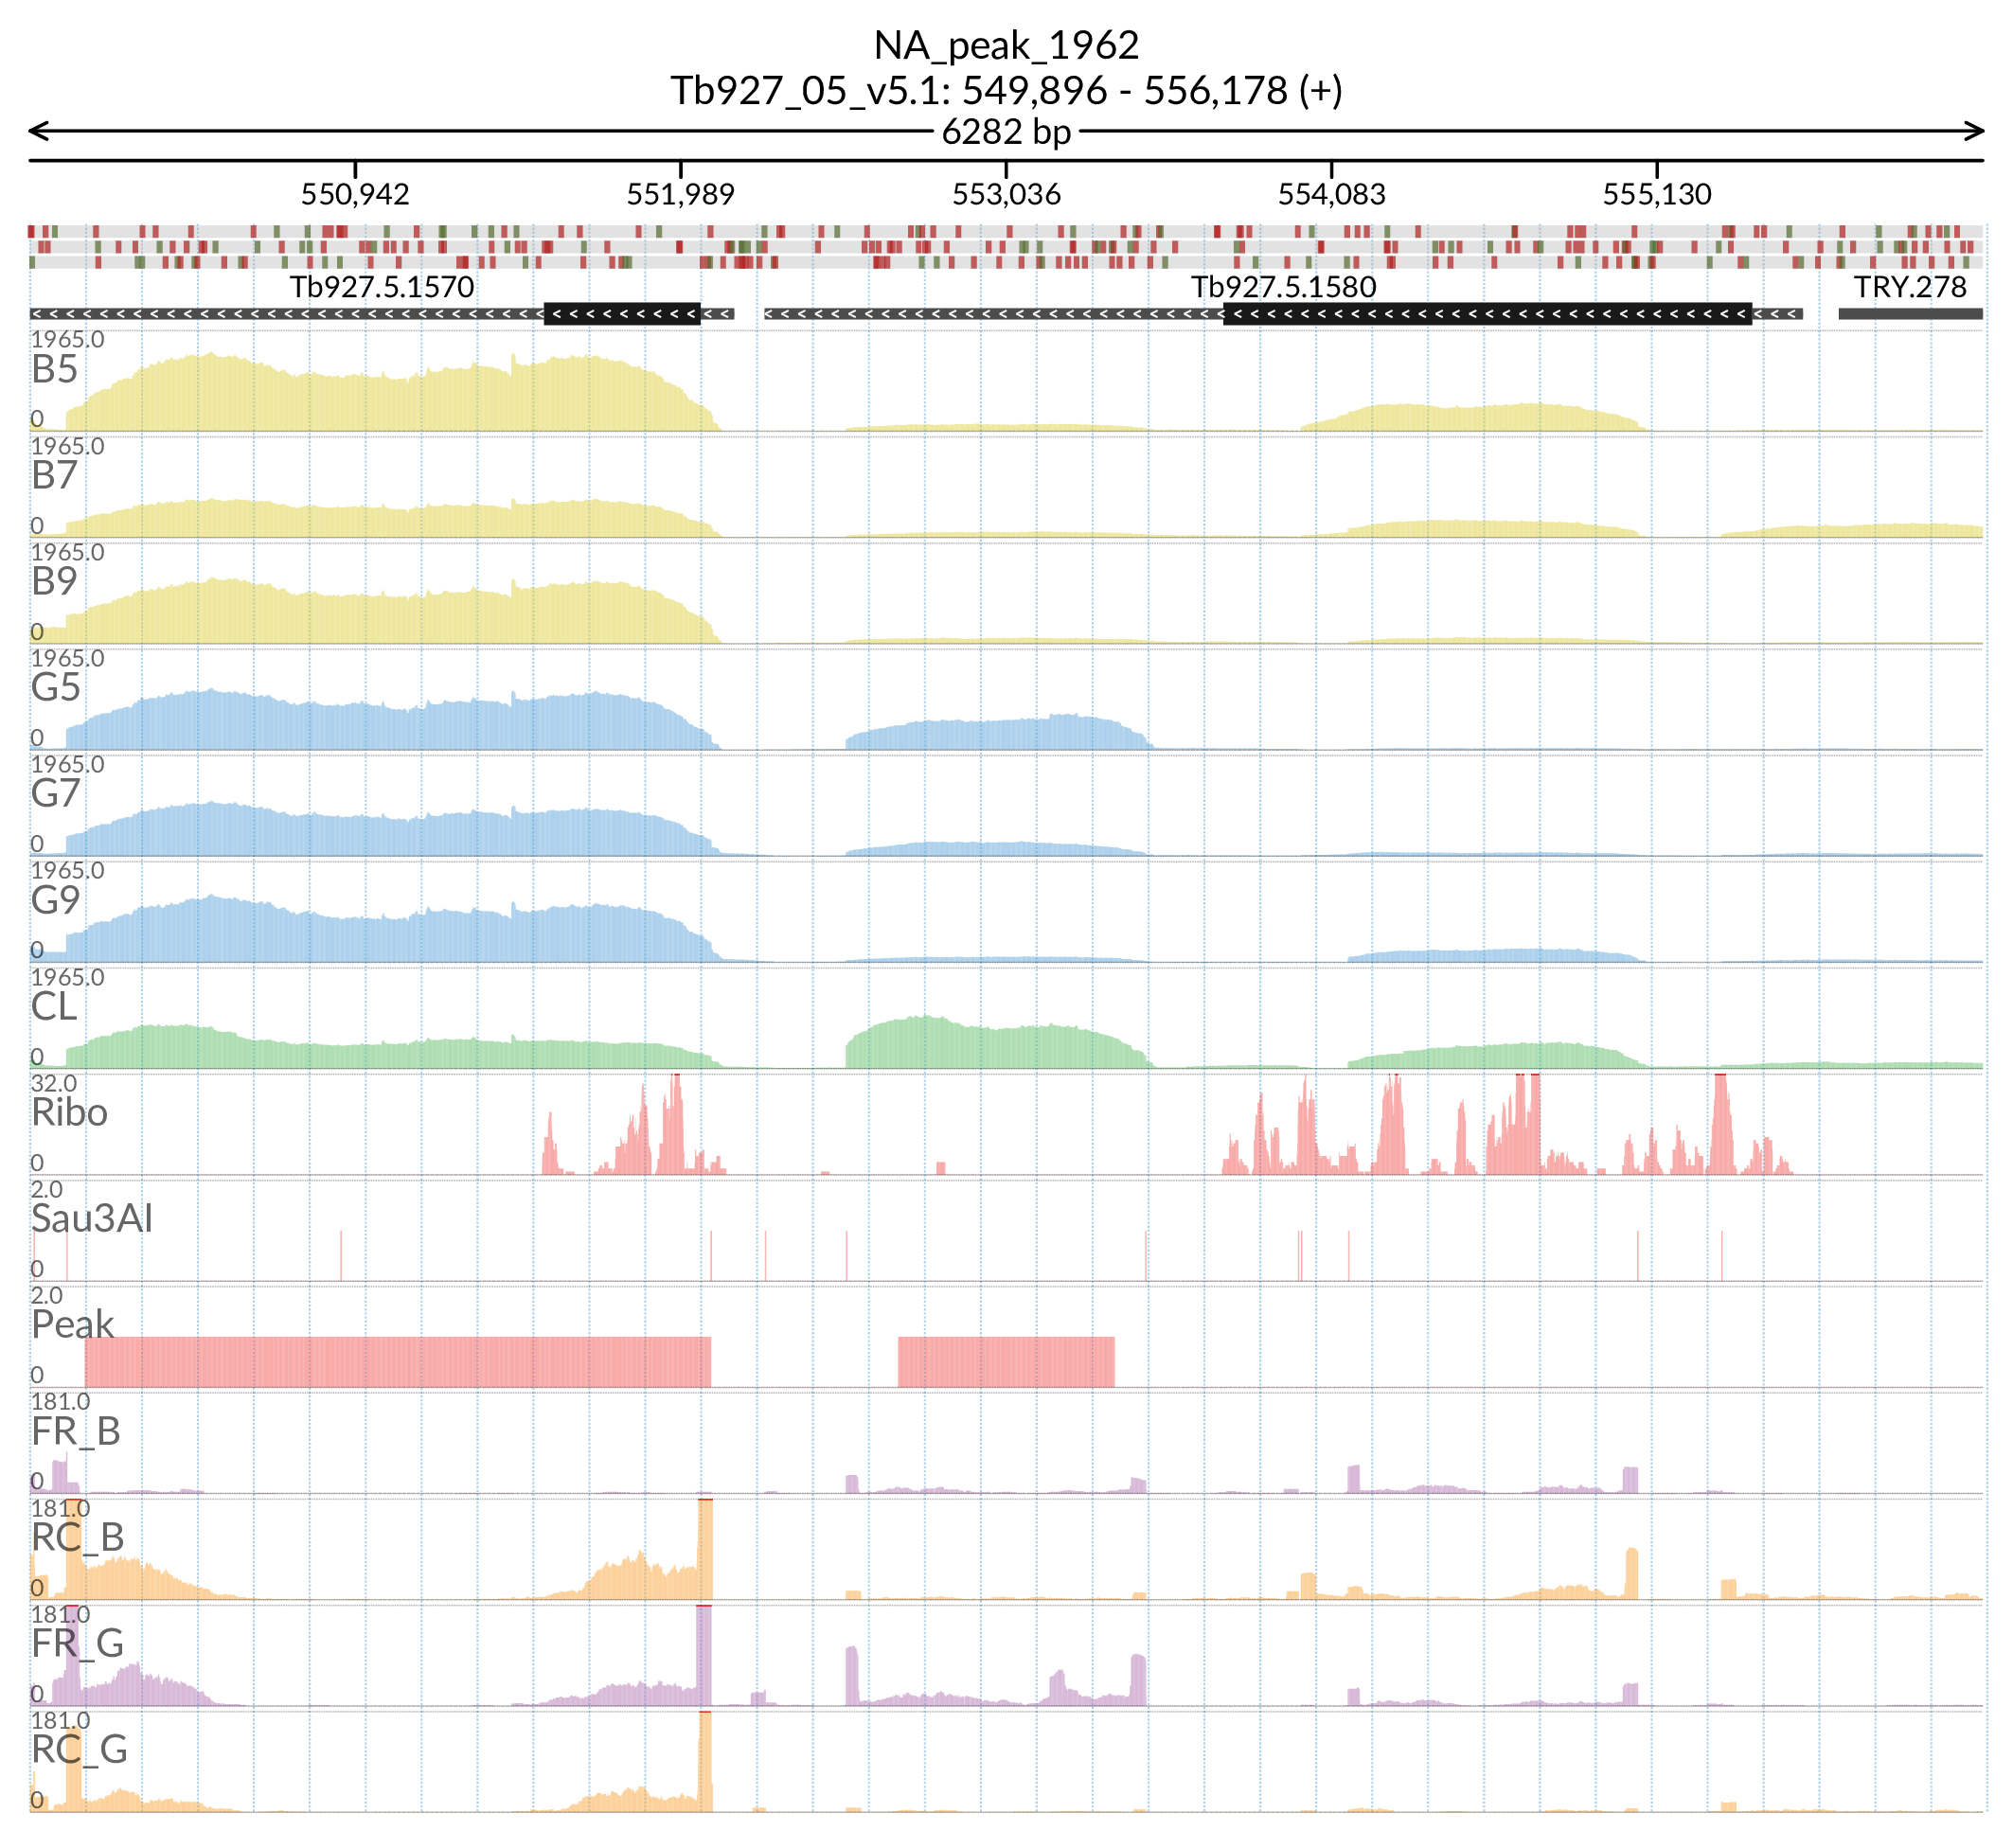 NA_peak_1962
Tb927_05_v5.1: 549,896 - 556,178 (+)
6282 bp
550,942 551,989 553,036 554,083 555,130
Tb927.5.1570 Tb927.5.1580 TRY.278
1965.0
B5
0
1965.0
B7
0
1965.0
B9
0
1965.0
G5
0
1965.0
G7
0
1965.0
G9
0
1965.0
CL
0
32.0
Ribo
0
2.0
Sau3AI
0
2.0
Peak
0
181.0
FR_B
0
181.0
RC_B
0
181.0
FR_G
0
181.0
RC_G
0